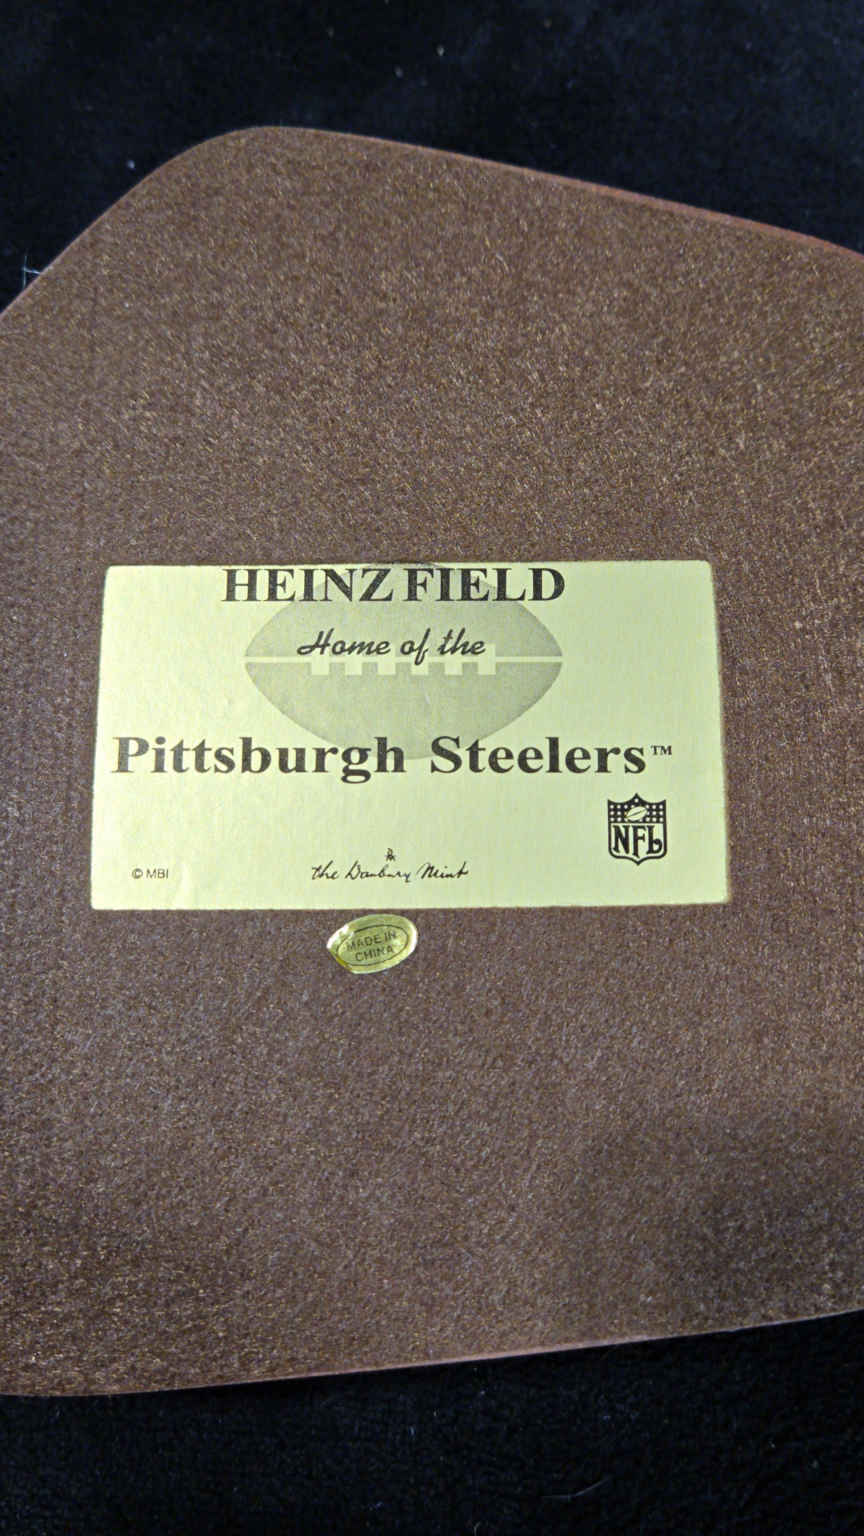 HEINZ FIELD
Home of the
Pittsburgh Steelers™
NFL
© MBI
the Danbury Mint
MADE IN
CHINA